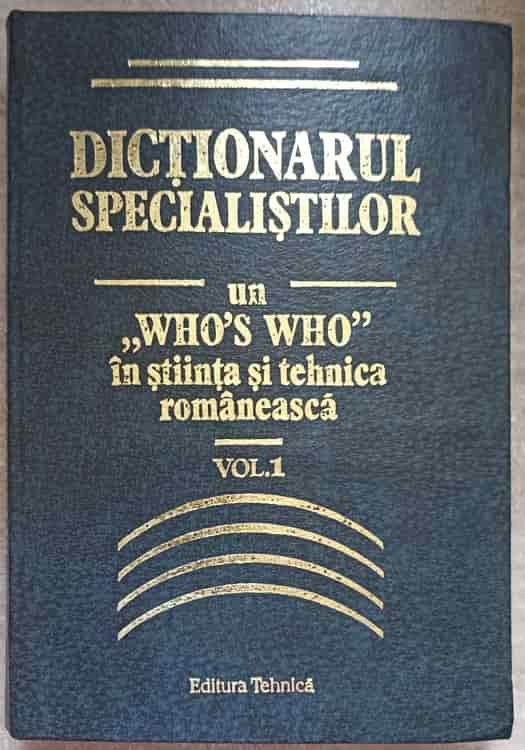 DICȚIONARUL
SPECIALIȘTILOR
un
„WHO'S WHO”
în știința și tehnica
românească
VOL.1
Editura Tehnică